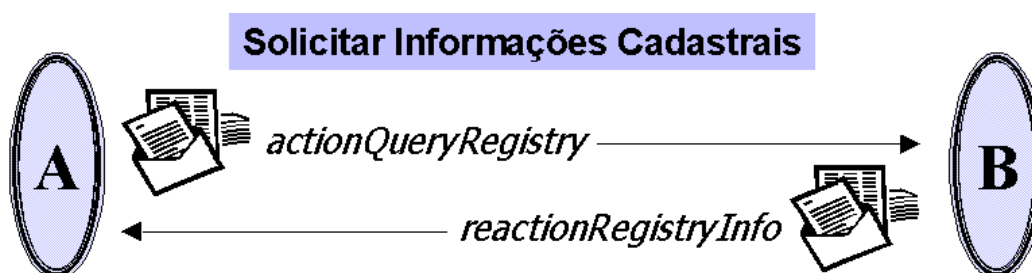 Solicitar Informações Cadastrais
A
actionQueryRegistry
B
reactionRegistryInfo